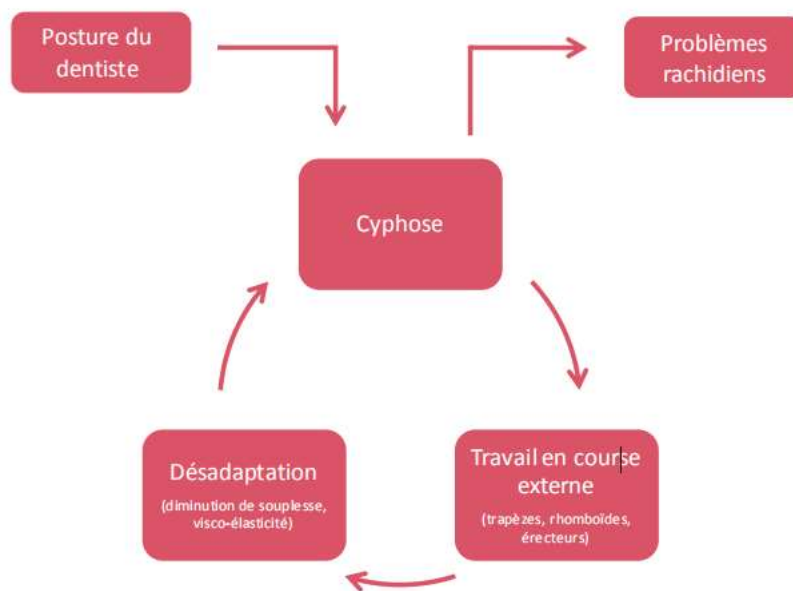 Posture du
dentiste
Problèmes
rachidiens
Cyphose
Désadaptation
(diminution de souplesse,
visco-élasticité)
Travail en course
externe
(trapèzes, rhomboïdes,
érecteurs)